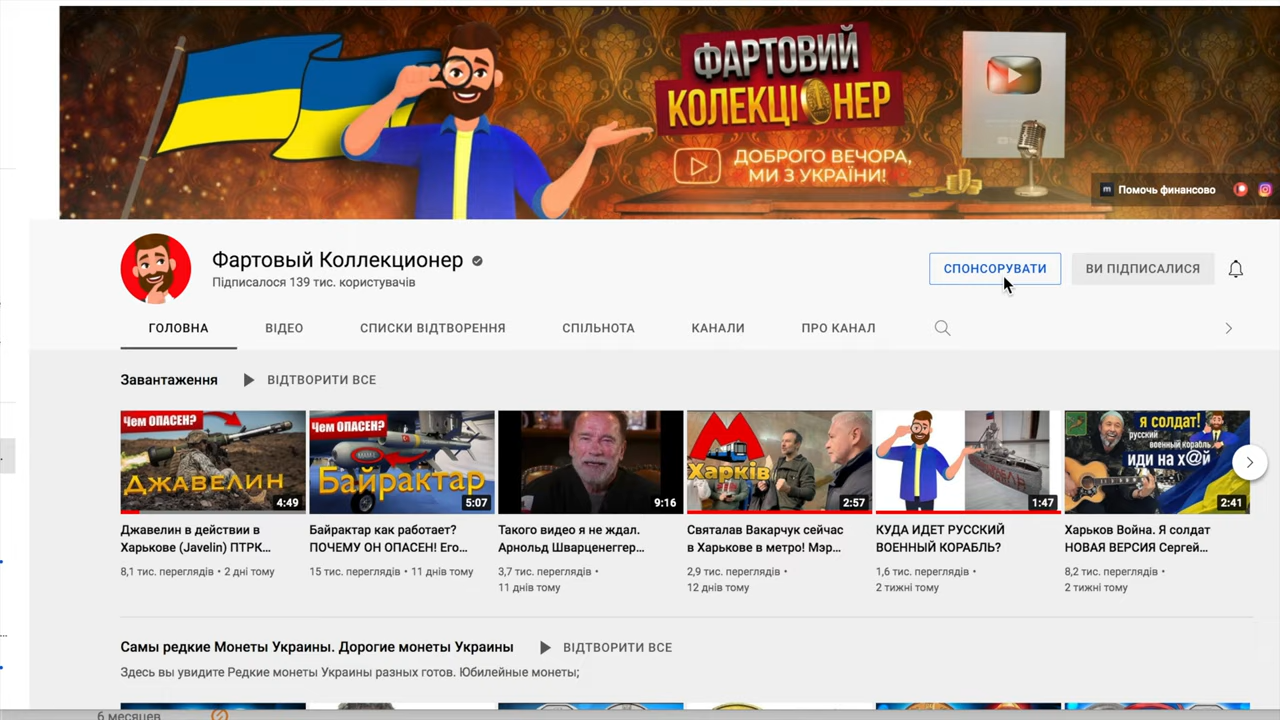 ФАРТОВИЙ
КОЛЕКЦІОНЕР
ДОБРОГО ВЕЧОРА,
МИ З УКРАЇНИ!
m Помочь финансово
Фартовый Коллекционер
Підписалося 139 тис. користувачів
СПОНСОРУВАТИ
ВИ ПІДПИСАЛИСЯ
ГОЛОВНА ВІДЕО СПИСКИ ВІДТВОРЕННЯ СПІЛЬНОТА КАНАЛИ ПРО КАНАЛ
Завантаження ВІДТВОРИТИ ВСЕ
Чем ОПАСЕН?
ДЖАВЕЛИН
4:49
Чем ОПАСЕН?
Байрактар
5:07
9:16
Харків
2:57
1:47
Я солдат!
русский
военный корабль
иди на х@й
2:41
Джавелин в действии в
Харькове (Javelin) ПТРК...
8,1 тис. переглядів • 2 дні тому
Байрактар как работает?
ПОЧЕМУ ОН ОПАСЕН! Его...
15 тис. переглядів • 11 днів тому
Такого видео я не ждал.
Арнольд Шварценеггер...
3,7 тис. переглядів •
11 днів тому
Святалав Вакарчук сейчас
в Харькове в метро! Мэр...
2,9 тис. переглядів •
12 днів тому
КУДА ИДЕТ РУССКИЙ
ВОЕННЫЙ КОРАБЛЬ?
1,6 тис. переглядів •
2 тижні тому
Харьков Война. Я солдат
НОВАЯ ВЕРСИЯ Сергей...
8,2 тис. переглядів •
2 тижні тому
Самы редкие Монеты Украины. Дорогие монеты Украины ВІДТВОРИТИ ВСЕ
Здесь вы увидите Редкие монеты Украины разных готов. Юбилейные монеты;
6 месяцев